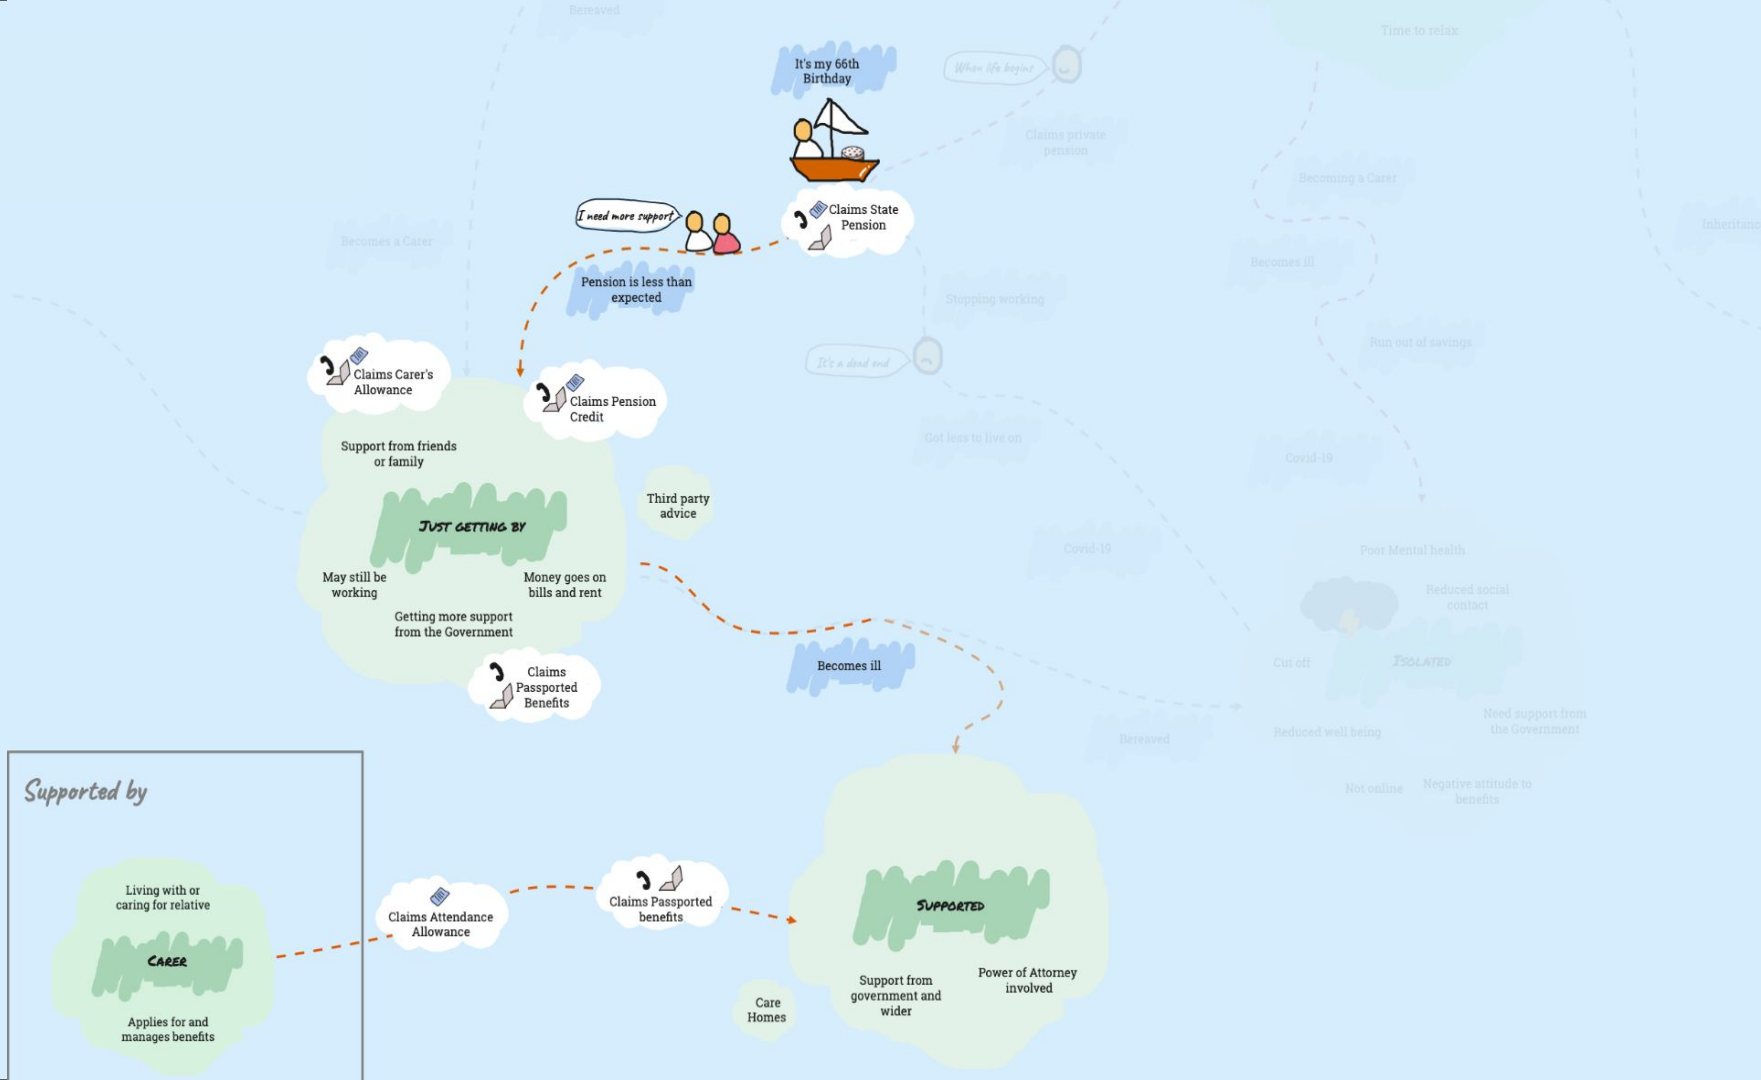 Bereaved
Time to relax
It's my 66th
Birthday
When life begins
Claims private
pension
Becoming a Carer
I need more support
Claims State
Pension
Becomes a Carer
Becomes ill
Inheritanc
Pension is less than
expected
Stopping working
It's a dead end
Run out of savings
Claims Carer's
Allowance
Claims Pension
Credit
Got less to live on
Covid-19
Support from friends
or family
Third party
advice
JUST GETTING BY
Covid-19
Poor Mental health
May still be
working
Money goes on
bills and rent
Reduced social
contact
Getting more support
from the Government
Becomes ill
Cut off
ISOLATED
Claims
Passported
Benefits
Need support from
the Government
Reduced well being
Bereaved
Not online
Negative attitude to
benefits
Supported by
Living with or
caring for relative
Claims Attendance
Allowance
Claims Passported
benefits
SUPPORTED
CARER
Support from
government and
wider
Power of Attorney
involved
Care
Homes
Applies for and
manages benefits